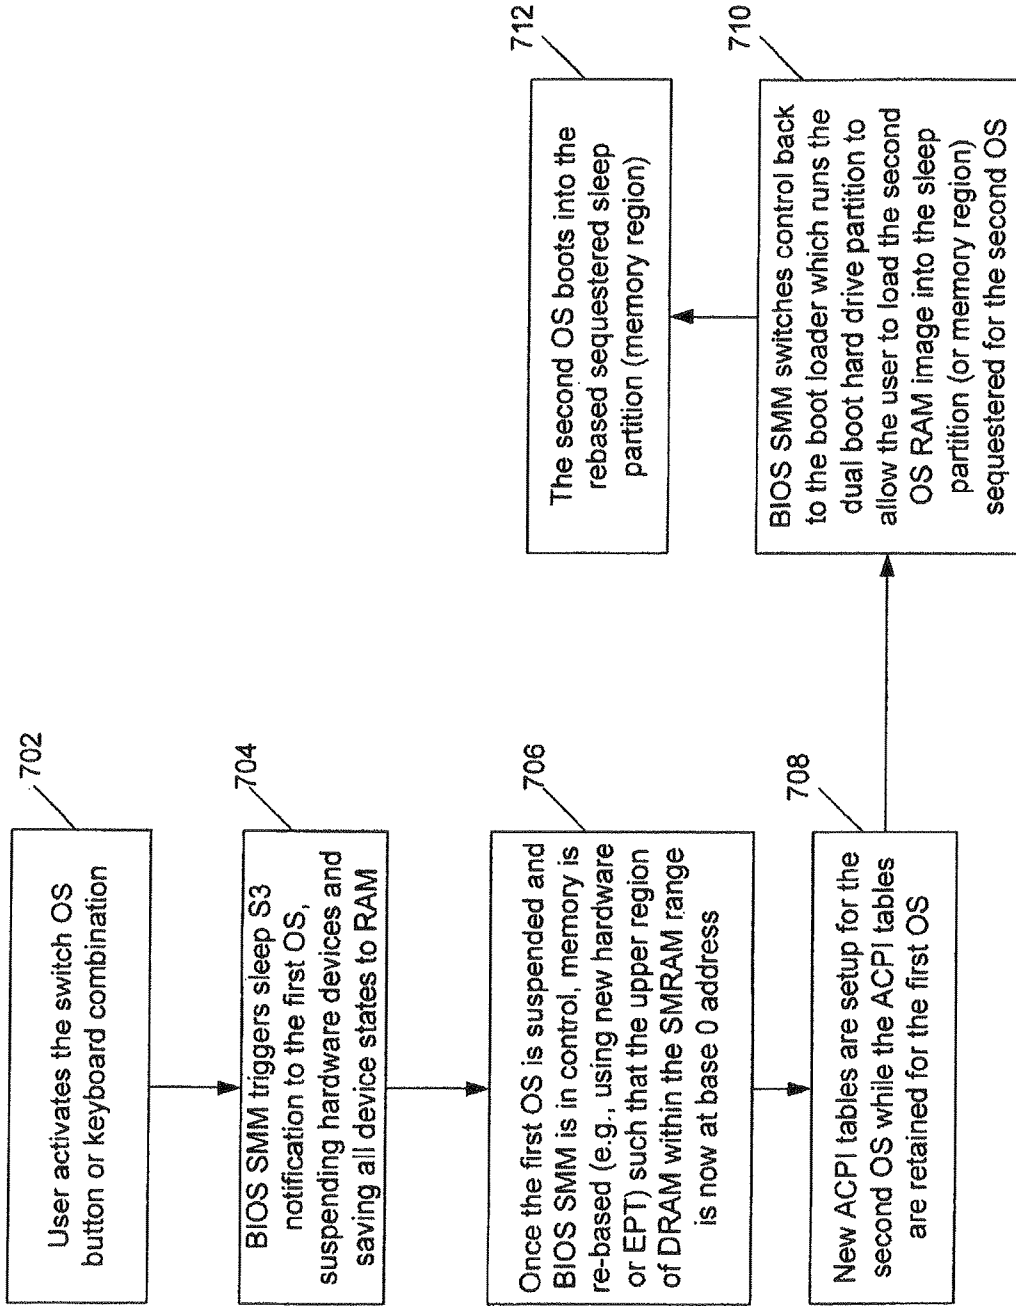 702
User activates the switch OS
button or keyboard combination
704
BIOS SMM triggers sleep S3
notification to the first OS,
suspending hardware devices and
saving all device states to RAM
706
Once the first OS is suspended and
BIOS SMM is in control, memory is
re-based (e.g., using new hardware
or EPT) such that the upper region
of DRAM within the SMRAM range
is now at base 0 address
708
New ACPI tables are setup for the
second OS while the ACPI tables
are retained for the first OS
710
BIOS SMM switches control back
to the boot loader which runs the
dual boot hard drive partition to
allow the user to load the second
OS RAM image into the sleep
partition (or memory region)
sequestered for the second OS
712
The second OS boots into the
rebased sequestered sleep
partition (memory region)